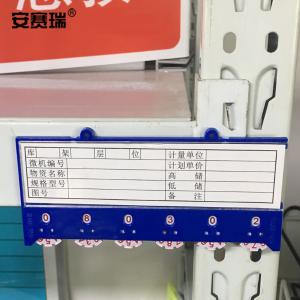 安赛瑞
库 架 层 位 计量单位
微机编号 计划单价
物资名称 高 储
规格型号 低 储
图号 备 注
0 8 0 3 0 2